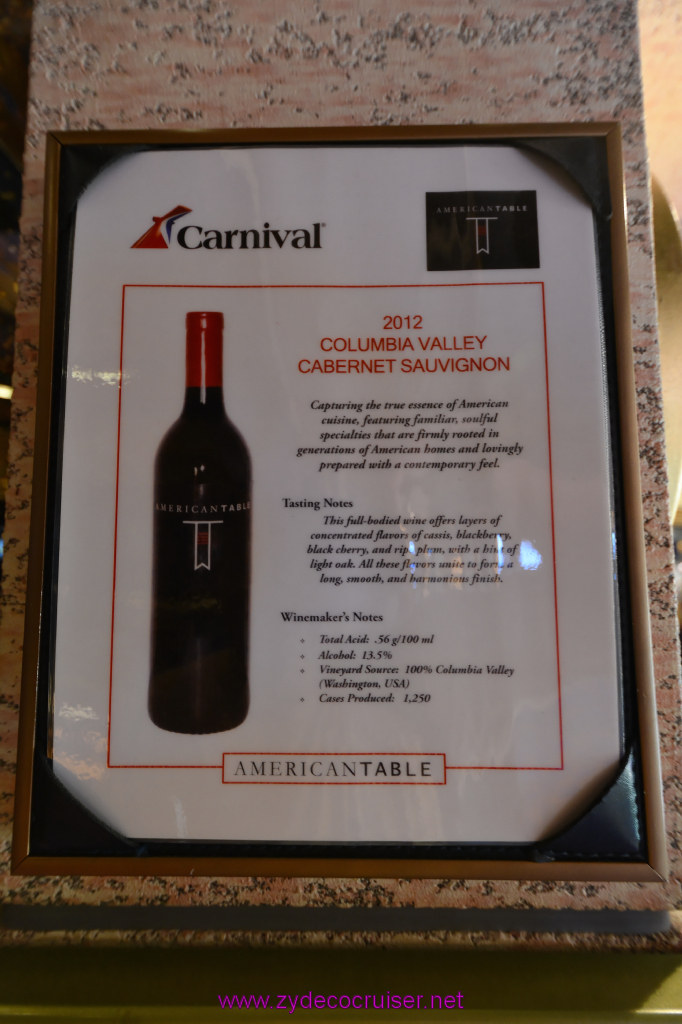 Carnival
AMERICANTABLE
2012
COLUMBIA VALLEY
CABERNET SAUVIGNON
Capturing the true essence of American
cuisine, featuring familiar, soulful
specialties that are firmly rooted in
generations of American homes and lovingly
prepared with a contemporary feel.
AMERICANTABLE
Tasting Notes
This full-bodied wine offers layers of
concentrated flavors of cassis, blackberry,
black cherry, and ripe plum, with a hint of
light oak. All these flavors unite to form a
long, smooth, and harmonious finish.
Winemaker's Notes
Total Acid: .56 g/100 ml
Alcohol: 13.5%
Vineyard Source: 100% Columbia Valley
(Washington, USA)
Cases Produced: 1,250
AMERICANTABLE
www.zydecocruiser.net